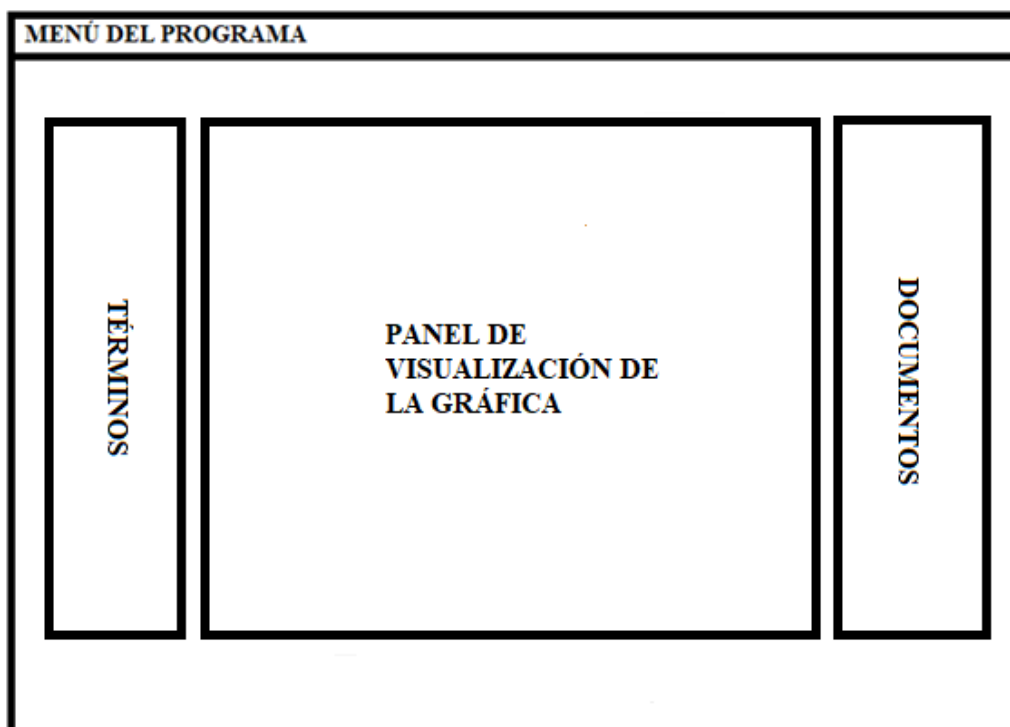 MENÚ DEL PROGRAMA
TÉRMINOS
PANEL DE
VISUALIZACIÓN DE
LA GRÁFICA
DOCUMENTOS